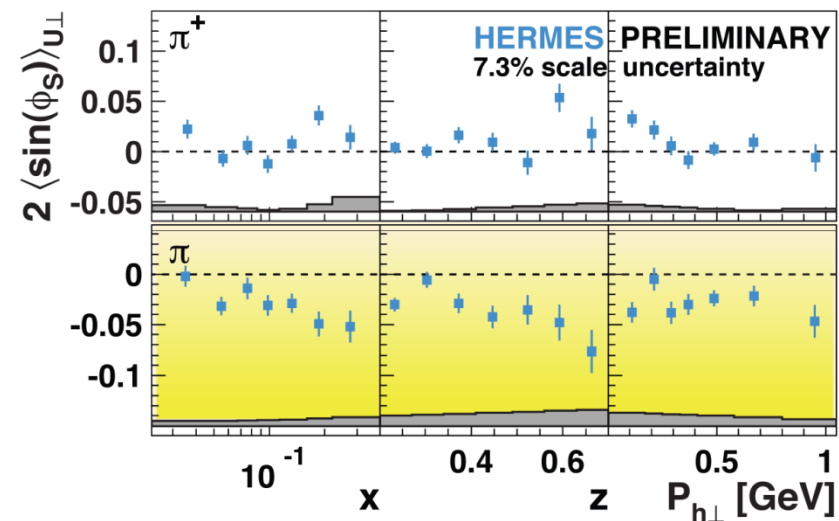 2 ⟨sin(ϕS)⟩U⊥
π+
HERMES PRELIMINARY
7.3% scale uncertainty
0.1
0.05
0
-0.05
π
0
-0.05
-0.1
10-1
0.4 0.6
0.5 1
x
z
Ph⊥ [GeV]